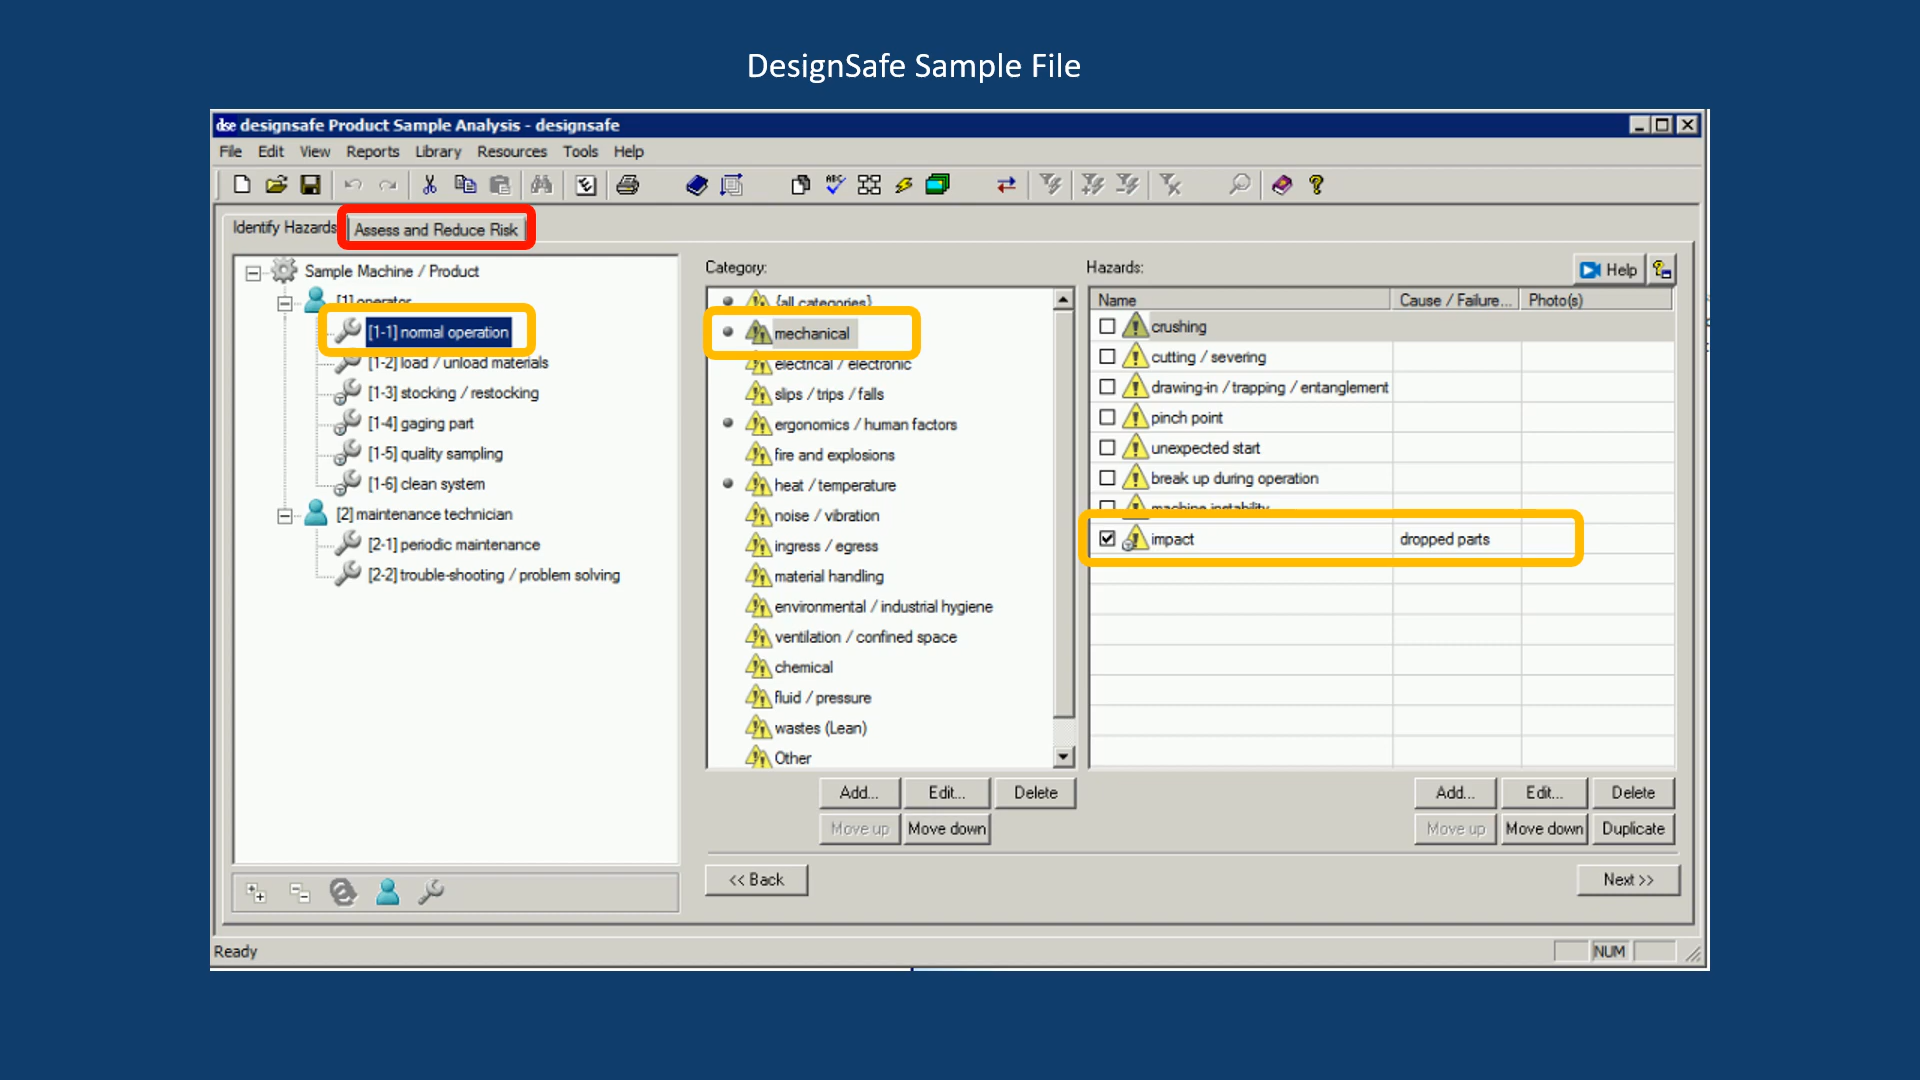 DesignSafe Sample File
dse designsafe Product Sample Analysis - designsafe
File Edit View Reports Library Resources Tools Help
Identify Hazards
Assess and Reduce Risk
Sample Machine / Product
[1] operator
[1-1] normal operation
[1-2] load / unload materials
[1-3] stocking / restocking
[1-4] gaging part
[1-5] quality sampling
[1-6] clean system
[2] maintenance technician
[2-1] periodic maintenance
[2-2] trouble-shooting / problem solving
Category:
{all categories}
mechanical
electrical / electronic
slips / trips / falls
ergonomics / human factors
fire and explosions
heat / temperature
noise / vibration
ingress / egress
material handling
environmental / industrial hygiene
ventilation / confined space
chemical
fluid / pressure
wastes (Lean)
Other
Add... Edit... Delete
Move up Move down
<< Back
Hazards:
Help
Name Cause / Failure... Photo(s)
crushing
cutting / severing
drawing-in / trapping / entanglement
pinch point
unexpected start
break up during operation
machine instability
impact dropped parts
Add... Edit... Delete
Move up Move down Duplicate
Next >>
Ready
NUM